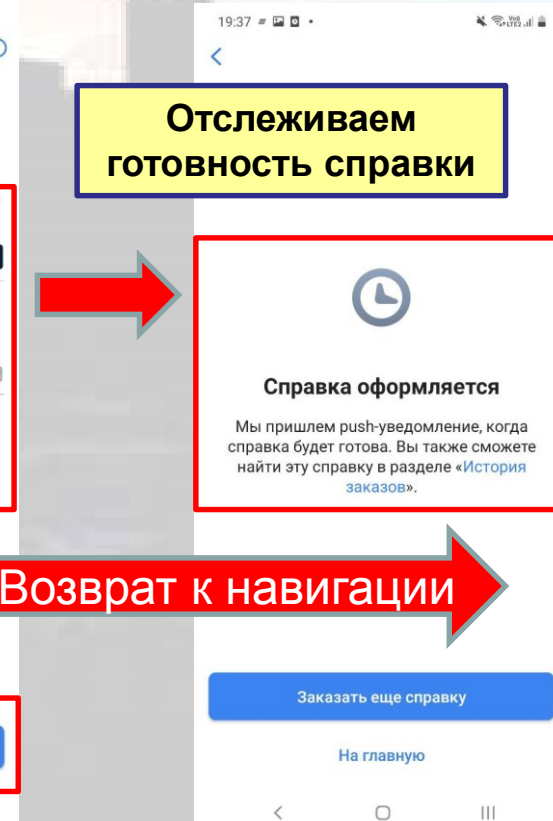 19:37
Отслеживаем
готовность справки
Справка оформляется
Мы пришлем push-уведомление, когда
справка будет готова. Вы также сможете
найти эту справку в разделе «История
заказов».
Возврат к навигации
Заказать еще справку
На главную